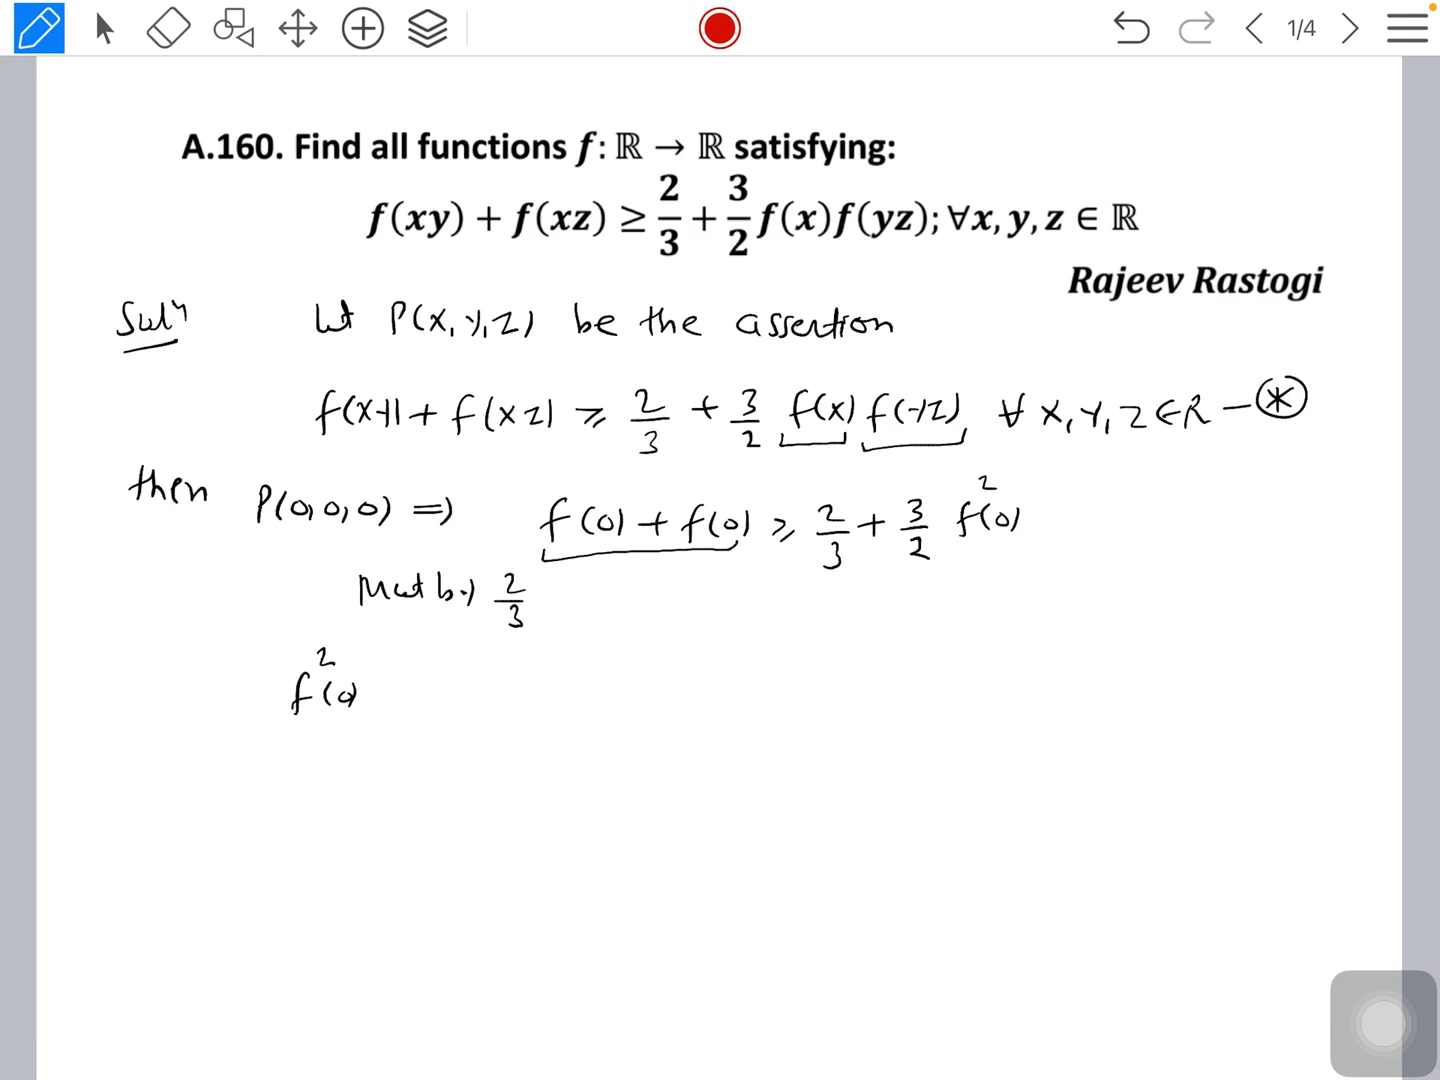 1/4
A.160. Find all functions f: ℝ → ℝ satisfying:
f(xy) + f(xz) ≥ 2/3 + 3/2 f(x)f(yz); ∀x, y, z ∈ ℝ
Rajeev Rastogi
Solⁿ Let P(x, y, z) be the assertion
f(xy) + f(xz) ≥ 2/3 + 3/2 f(x) f(yz) ∀ x, y, z ∈ R — ⊛
then P(0,0,0) ⇒ f(0) + f(0) ≥ 2/3 + 3/2 f²(0)
Mult by 2/3
f²(0)